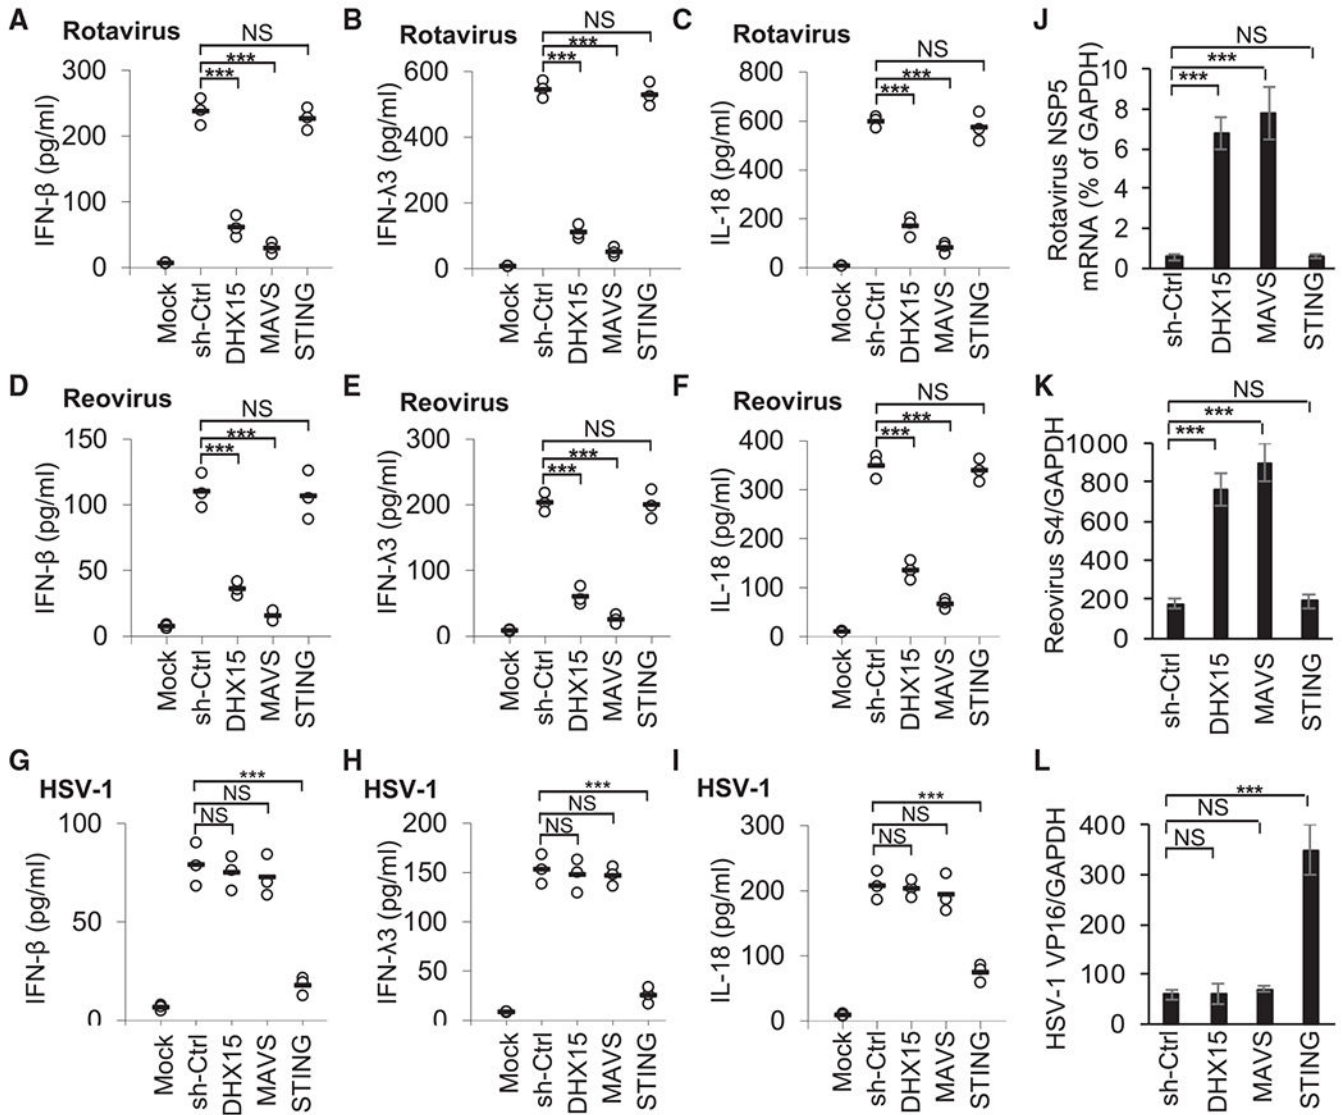 A Rotavirus
NS
***
***
300
200
100
0
IFN-β (pg/ml)
Mock
sh-Ctrl
DHX15
MAVS
STING
B Rotavirus
NS
***
***
600
400
200
0
IFN-λ3 (pg/ml)
Mock
sh-Ctrl
DHX15
MAVS
STING
C Rotavirus
NS
***
***
800
600
400
200
0
IL-18 (pg/ml)
Mock
sh-Ctrl
DHX15
MAVS
STING
J
NS
***
***
10
8
6
4
2
0
Rotavirus NSP5
mRNA (% of GAPDH)
sh-Ctrl
DHX15
MAVS
STING
D Reovirus
NS
***
***
150
100
50
0
IFN-β (pg/ml)
Mock
sh-Ctrl
DHX15
MAVS
STING
E Reovirus
NS
***
***
300
200
100
0
IFN-λ3 (pg/ml)
Mock
sh-Ctrl
DHX15
MAVS
STING
F Reovirus
NS
***
***
400
300
200
100
0
IL-18 (pg/ml)
Mock
sh-Ctrl
DHX15
MAVS
STING
K
NS
***
***
1000
800
600
400
200
0
Reovirus S4/GAPDH
sh-Ctrl
DHX15
MAVS
STING
G HSV-1
***
NS
NS
100
50
0
IFN-β (pg/ml)
Mock
sh-Ctrl
DHX15
MAVS
STING
H HSV-1
***
NS
NS
200
150
100
50
0
IFN-λ3 (pg/ml)
Mock
sh-Ctrl
DHX15
MAVS
STING
I HSV-1
***
NS
NS
300
200
100
0
IL-18 (pg/ml)
Mock
sh-Ctrl
DHX15
MAVS
STING
L
***
NS
NS
400
300
200
100
0
HSV-1 VP16/GAPDH
sh-Ctrl
DHX15
MAVS
STING